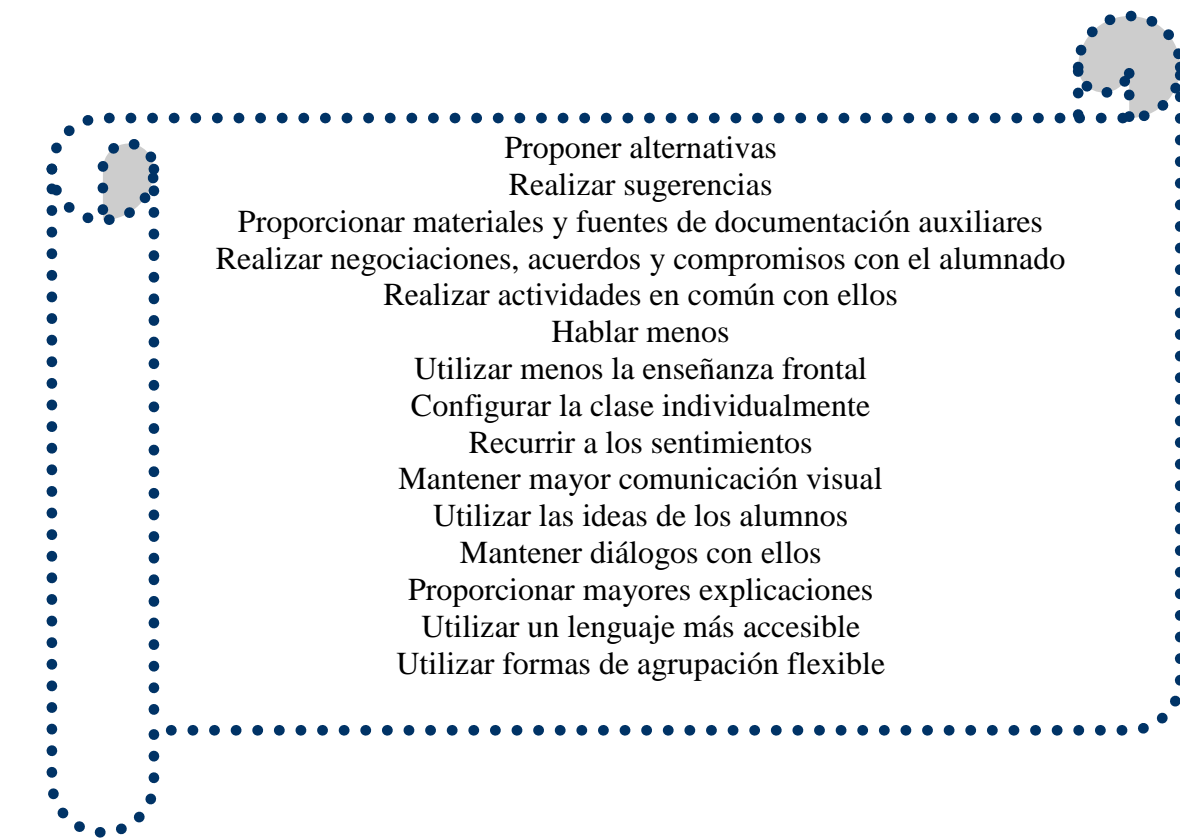 Proponer alternativas
Realizar sugerencias
Proporcionar materiales y fuentes de documentación auxiliares
Realizar negociaciones, acuerdos y compromisos con el alumnado
Realizar actividades en común con ellos
Hablar menos
Utilizar menos la enseñanza frontal
Configurar la clase individualmente
Recurrir a los sentimientos
Mantener mayor comunicación visual
Utilizar las ideas de los alumnos
Mantener diálogos con ellos
Proporcionar mayores explicaciones
Utilizar un lenguaje más accesible
Utilizar formas de agrupación flexible